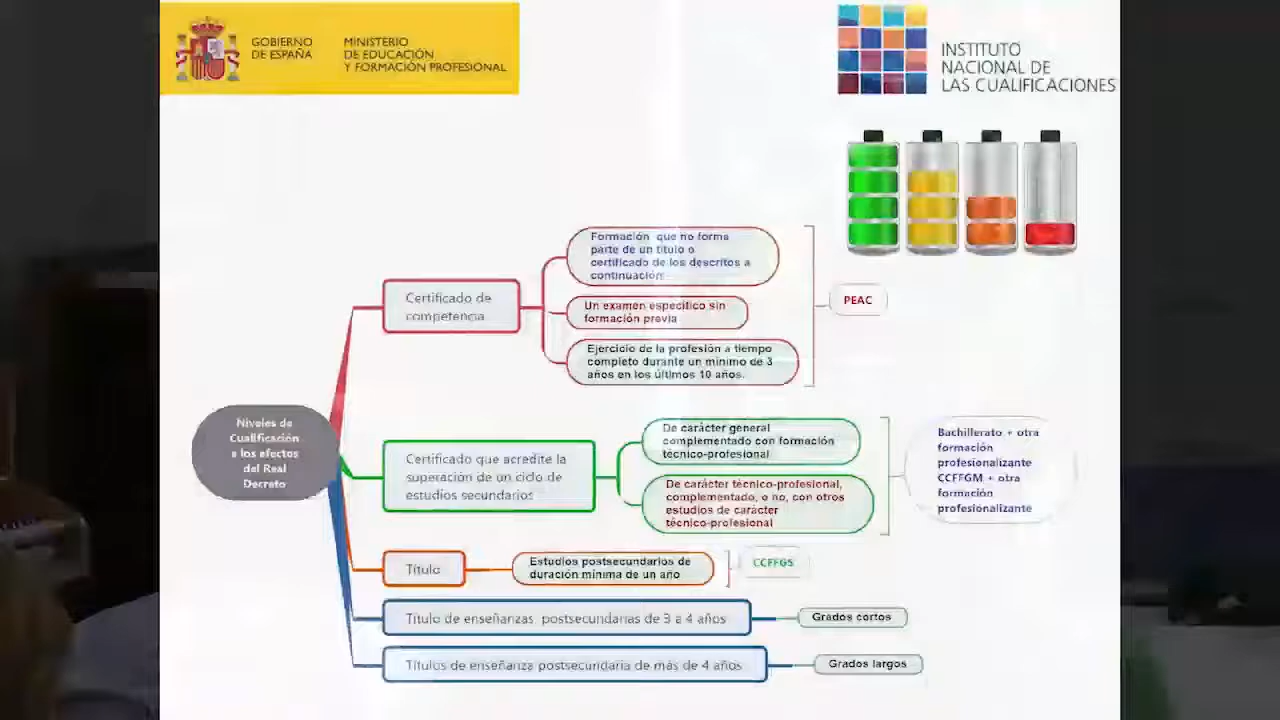 GOBIERNO
DE ESPAÑA
MINISTERIO
DE EDUCACIÓN
Y FORMACIÓN PROFESIONAL
INSTITUTO
NACIONAL DE
LAS CUALIFICACIONES
Niveles de
Cualificación
a los efectos
del Real
Decreto
Certificado de
competencia
Formación que no forma
parte de un título o
certificado de los descritos a
continuación
Un examen específico sin
formación previa
Ejercicio de la profesión a tiempo
completo durante un mínimo de 3
años en los últimos 10 años.
PEAC
Certificado que acredite la
superación de un ciclo de
estudios secundarios
De carácter general
complementado con formación
técnico-profesional
De carácter técnico-profesional,
complementado, o no, con otros
estudios de carácter
técnico-profesional
Bachillerato + otra
formación
profesionalizante
CCFFGM + otra
formación
profesionalizante
Título
Estudios postsecundarios de
duración mínima de un año
CCFFGS
Título de enseñanzas postsecundarias de 3 a 4 años
Grados cortos
Títulos de enseñanza postsecundaria de más de 4 años
Grados largos